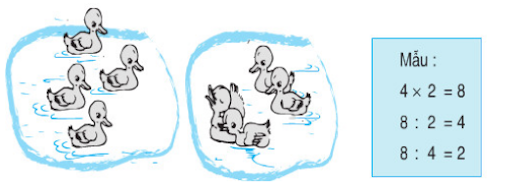 Mẫu :
4 × 2 = 8
8 : 2 = 4
8 : 4 = 2